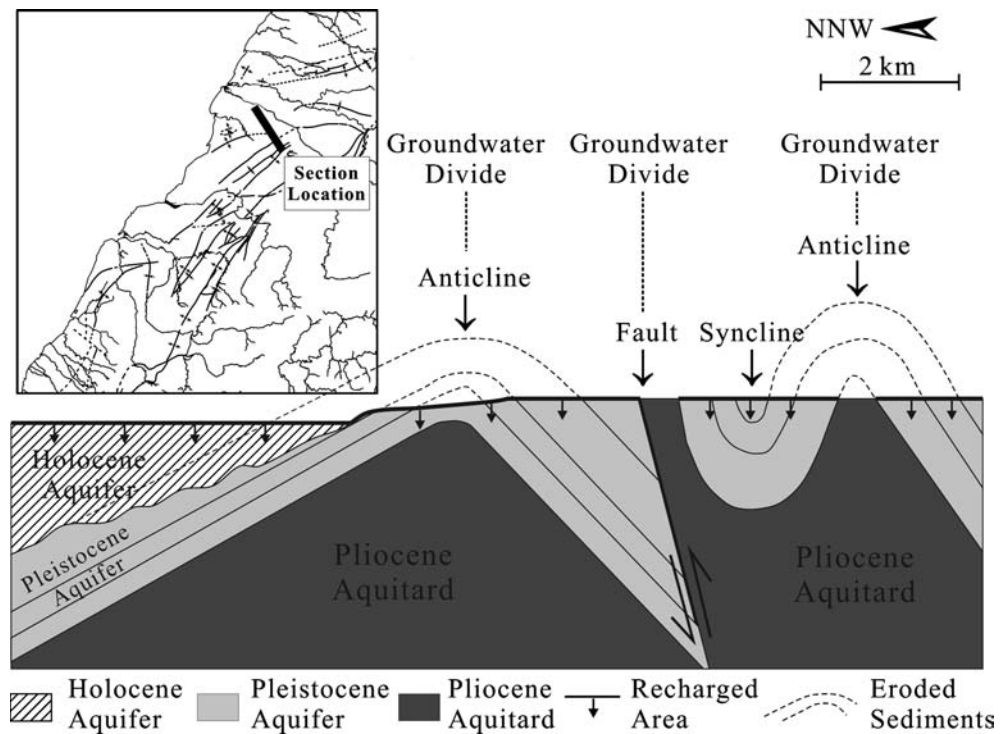 NNW
2 km
Section
Location
Groundwater
Divide
Groundwater
Divide
Groundwater
Divide
Anticline
Anticline
Fault
Syncline
Holocene
Aquifer
Pleistocene
Aquifer
Pliocene
Aquitard
Pliocene
Aquitard
Holocene
Aquifer
Pleistocene
Aquifer
Pliocene
Aquitard
Recharged
Area
Eroded
Sediments